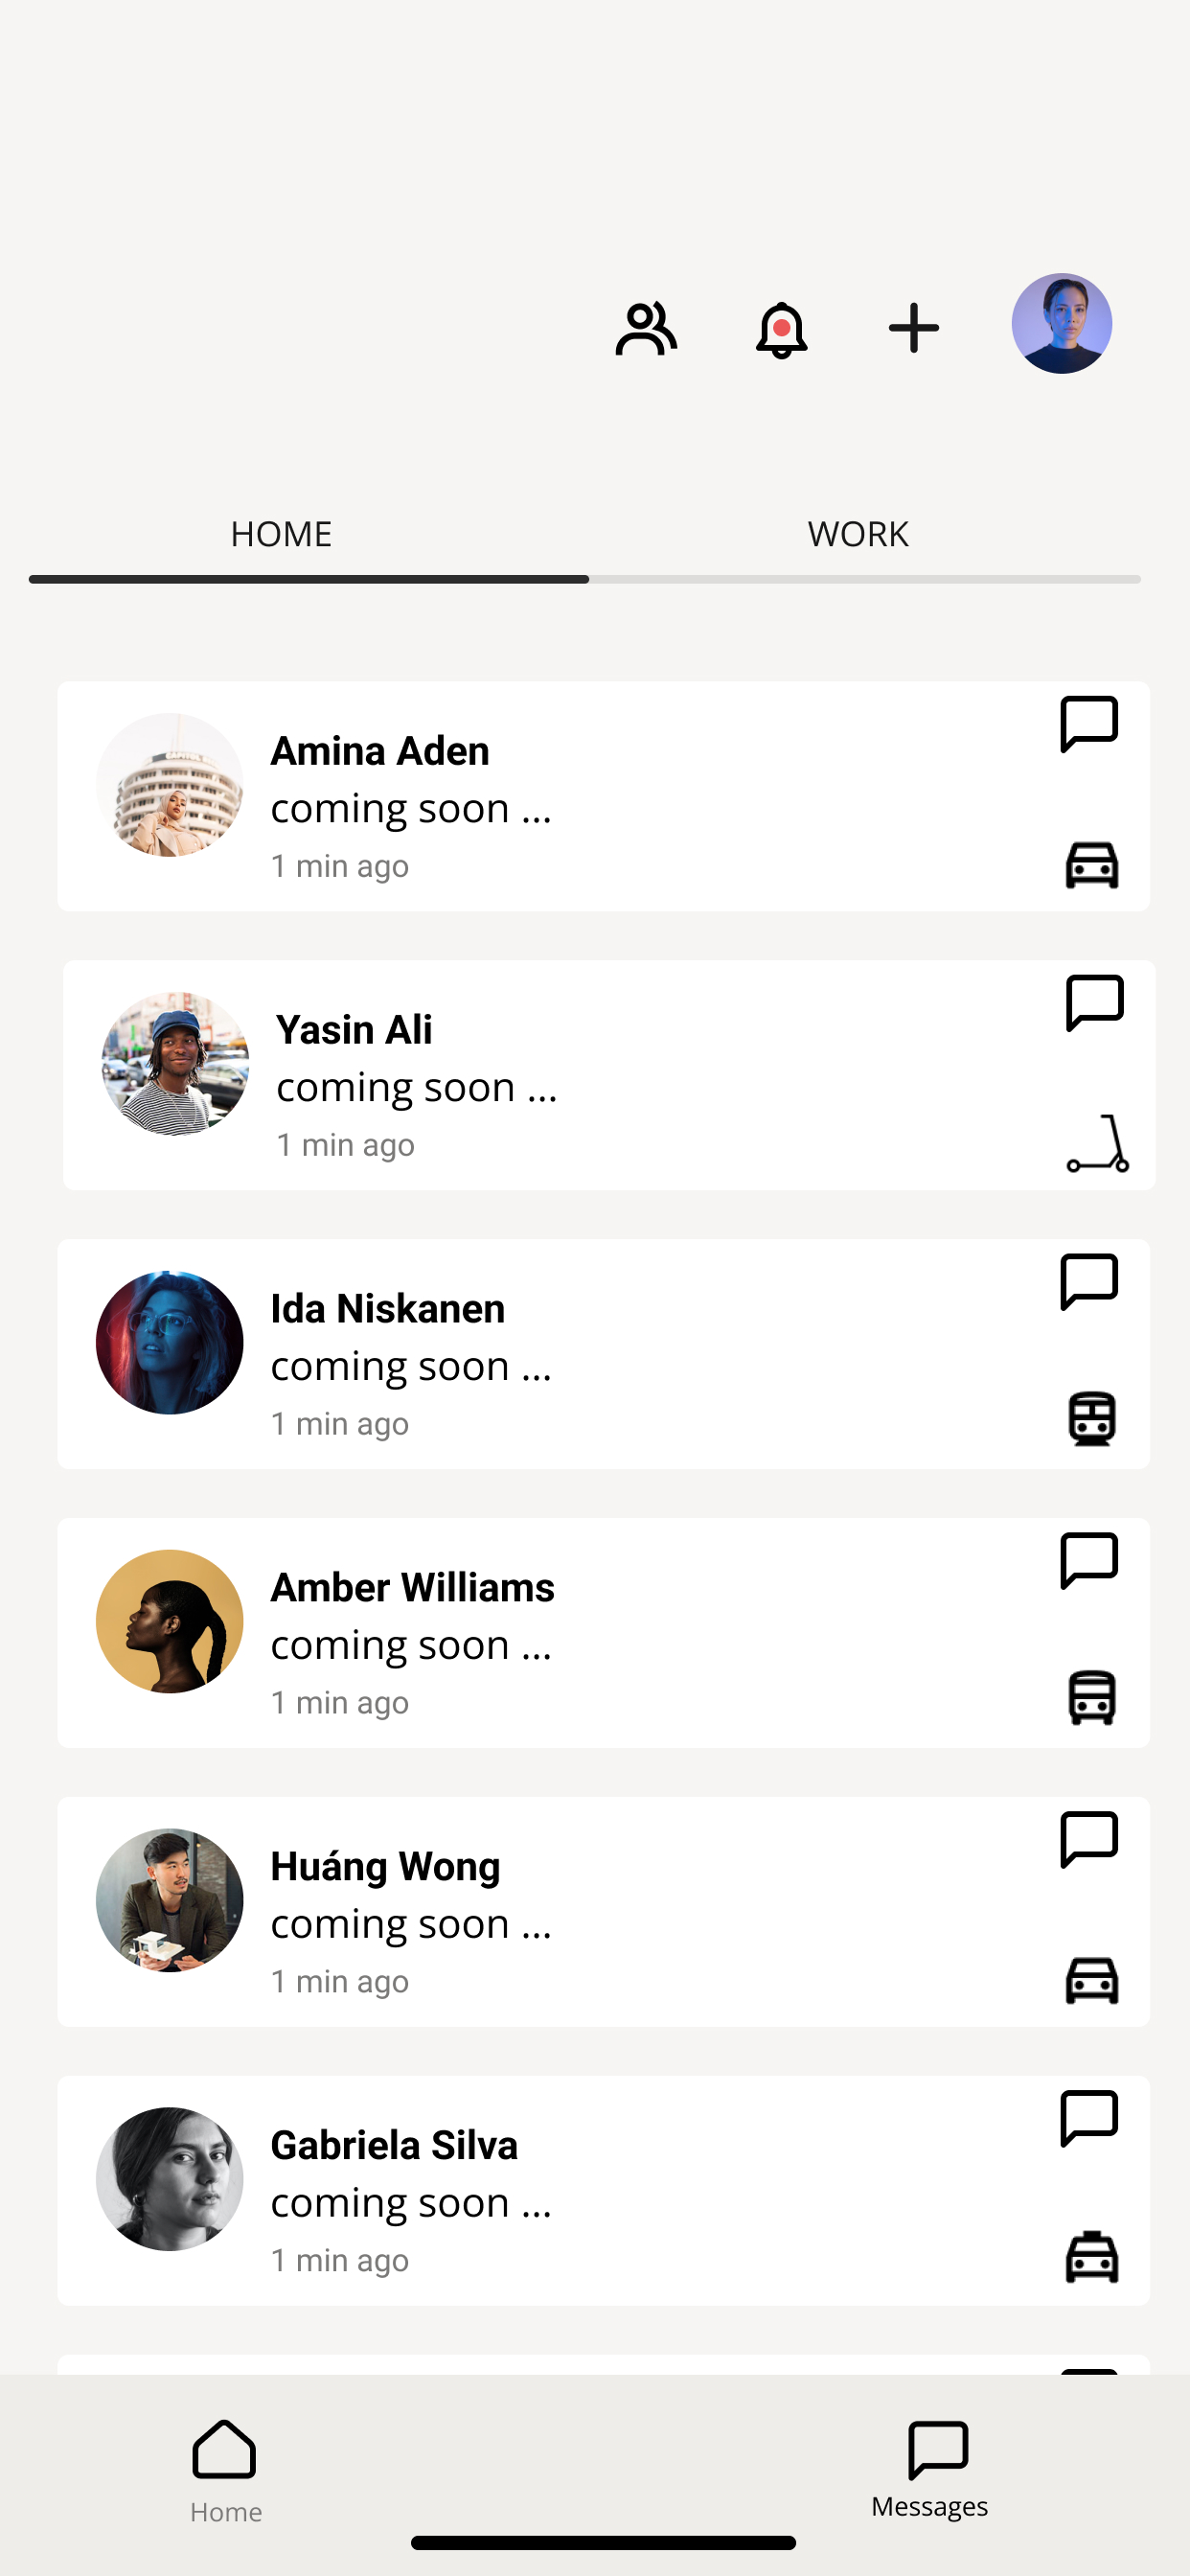 HOME
WORK
Amina Aden
coming soon ...
1 min ago
Yasin Ali
coming soon ...
1 min ago
Ida Niskanen
coming soon ...
1 min ago
Amber Williams
coming soon ...
1 min ago
Huáng Wong
coming soon ...
1 min ago
Gabriela Silva
coming soon ...
1 min ago
Home
Messages